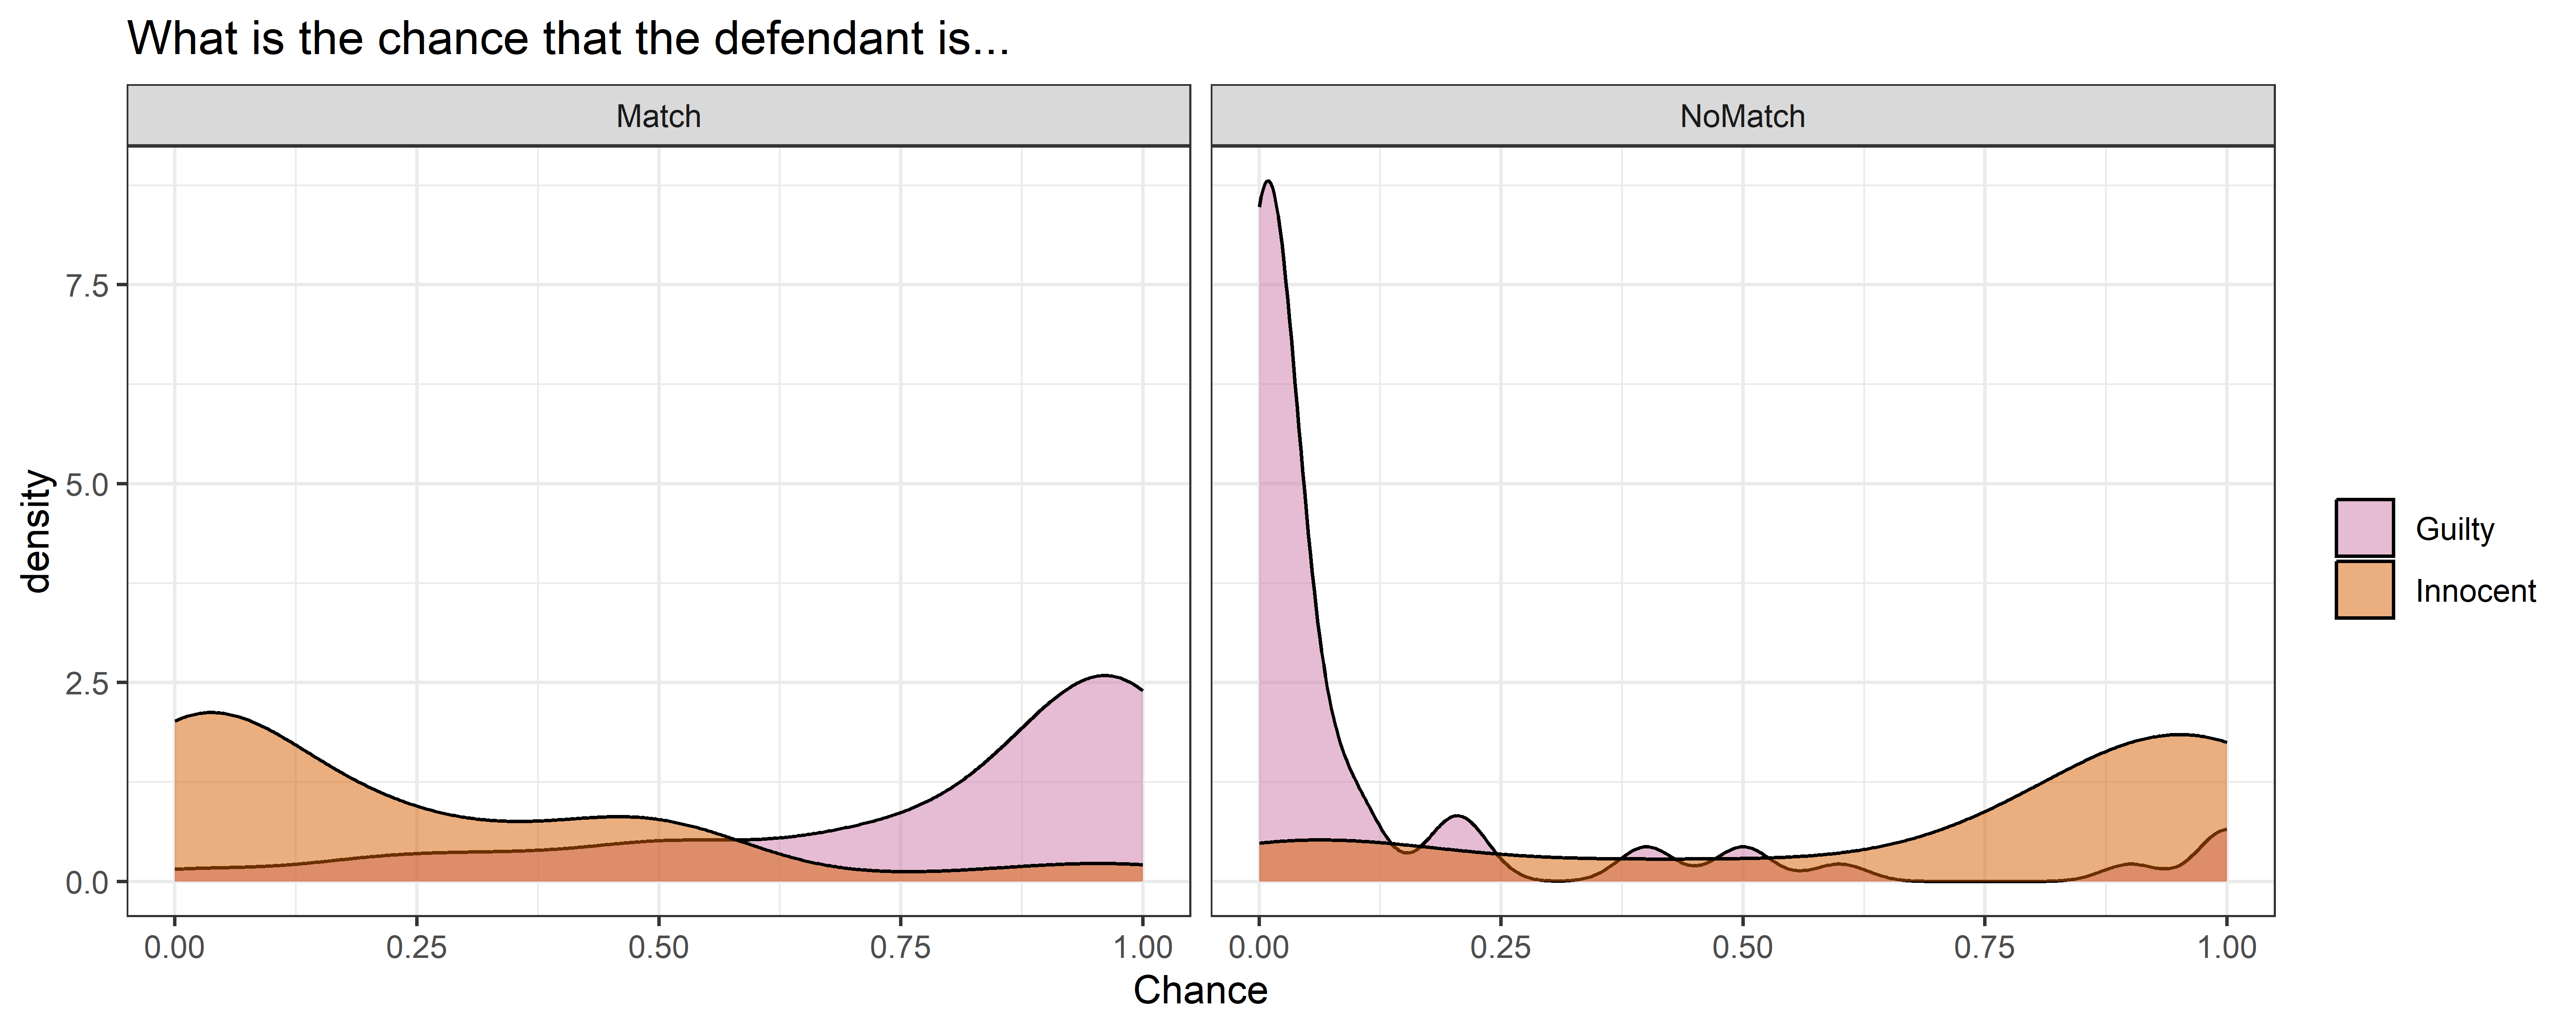 What is the chance that the defendant is...
Match
NoMatch
7.5
5.0
2.5
0.0
density
0.00 0.25 0.50 0.75 1.00
0.00 0.25 0.50 0.75 1.00
Chance
Guilty
Innocent